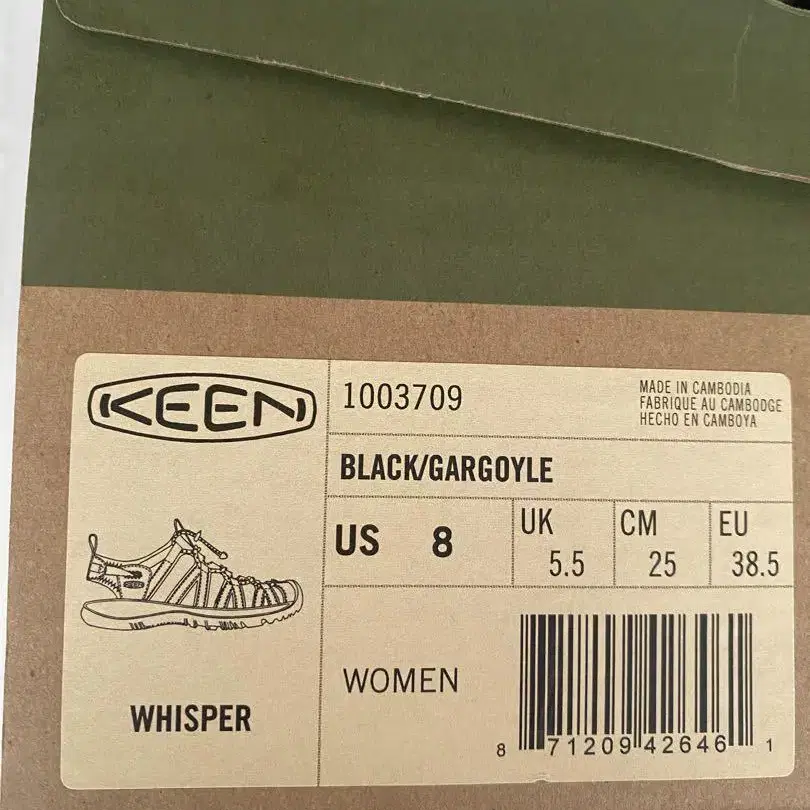 KEEN
1003709
MADE IN CAMBODIA
FABRIQUE AU CAMBODGE
HECHO EN CAMBOYA
BLACK/GARGOYLE
US 8
UK 5.5
CM 25
EU 38.5
KEEN
WHISPER
WOMEN
8 71209 42646 1